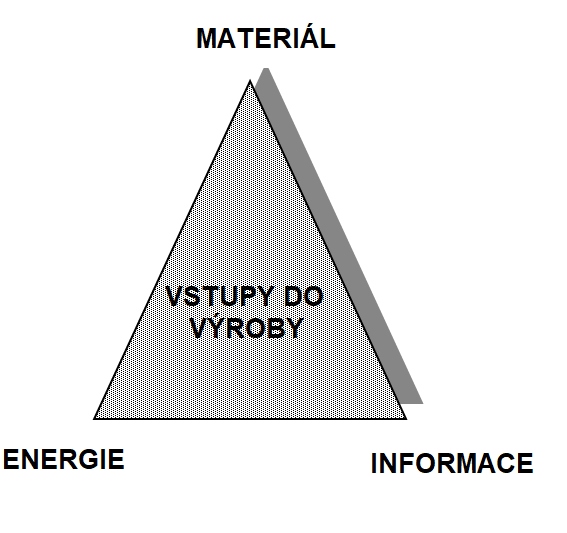 MATERIÁL
VSTUPY DO
VÝROBY
ENERGIE
INFORMACE